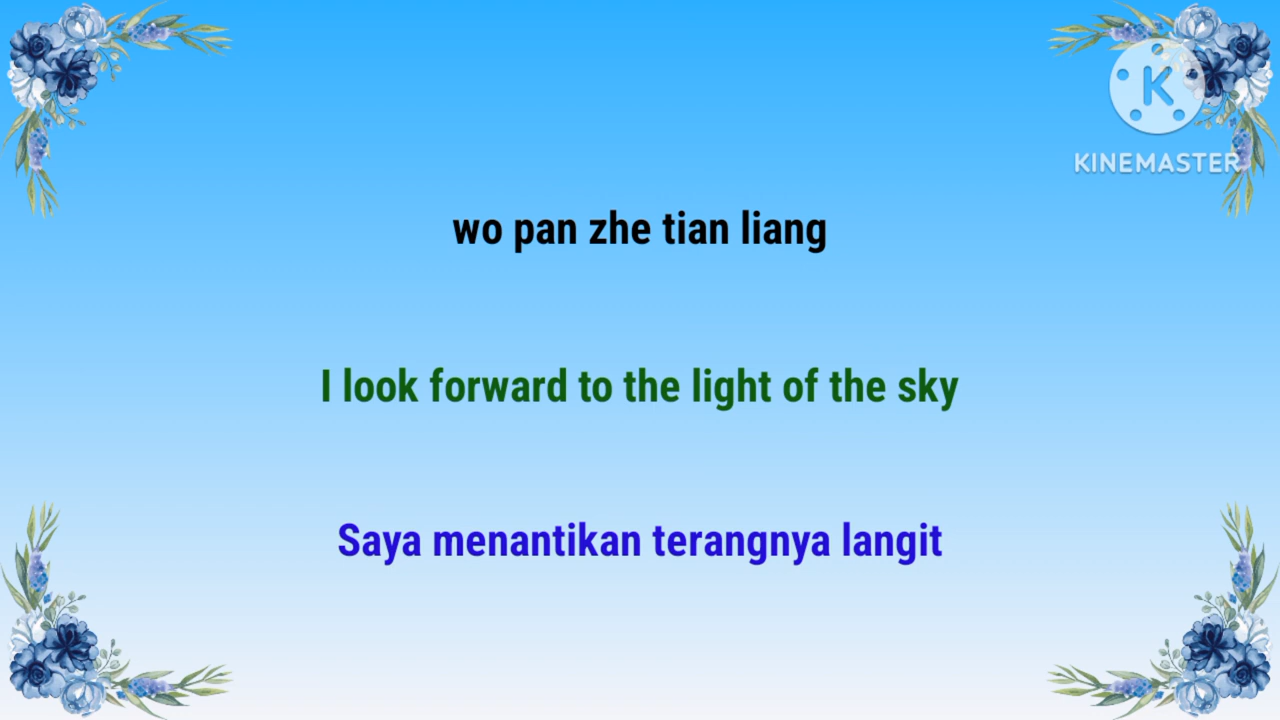 K
KINEMASTER
wo pan zhe tian liang
I look forward to the light of the sky
Saya menantikan terangnya langit